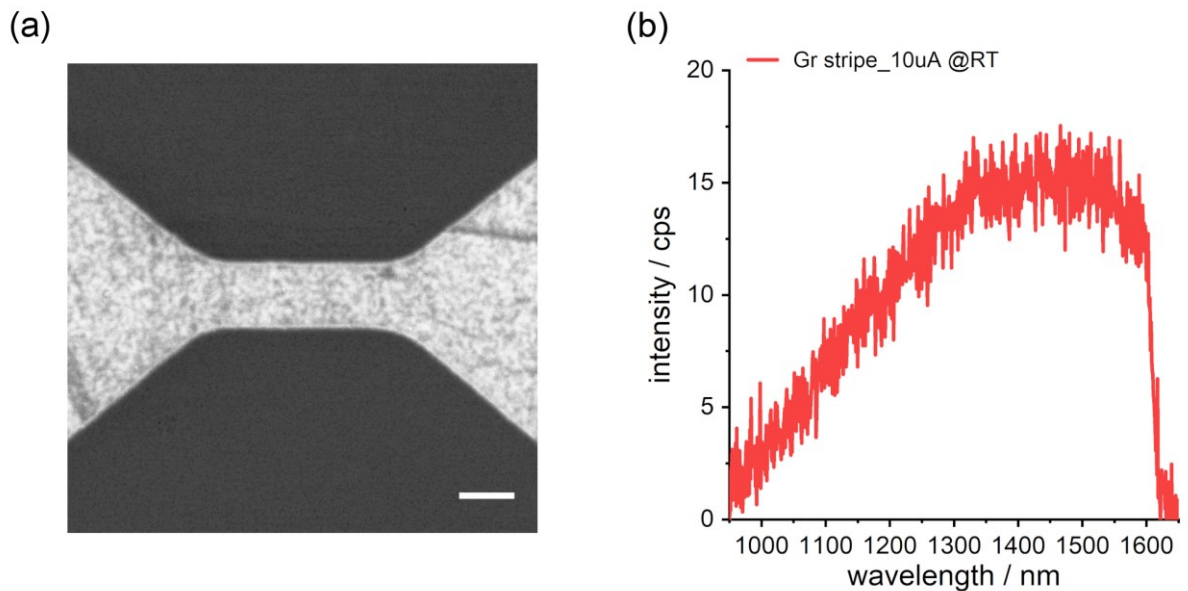 (a)
(b)
Gr stripe_10uA @RT
20
15
10
5
0
intensity / cps
1000 1100 1200 1300 1400 1500 1600
wavelength / nm